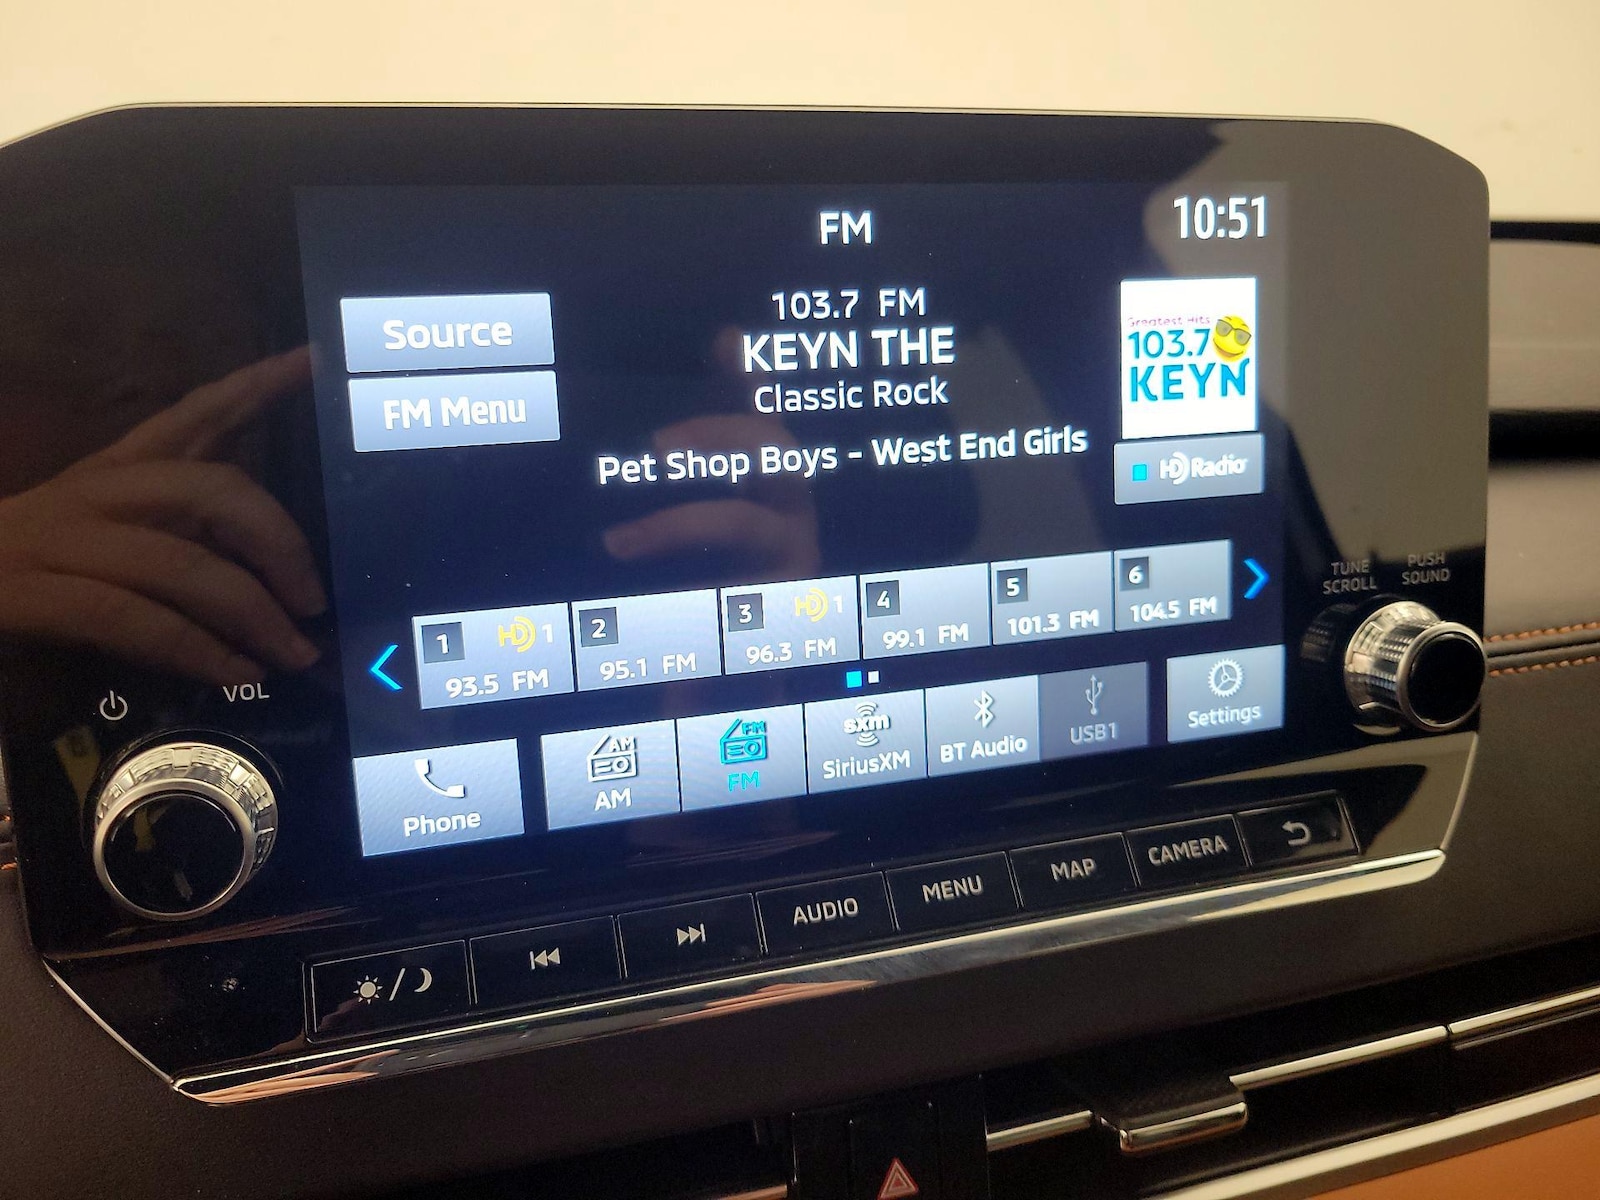 FM
10:51
Source
FM Menu
103.7 FM
KEYN THE
Classic Rock
Pet Shop Boys - West End Girls
Greatest Hits
103.7
KEYN
HD Radio
TUNE
SCROLL
PUSH
SOUND
1 HD 1
93.5 FM
2
95.1 FM
3 HD 1
96.3 FM
4
99.1 FM
5
101.3 FM
6
104.5 FM
VOL
Phone
AM
AM
FM
FM
sxm
SiriusXM
BT Audio
USB1
Settings
AUDIO
MENU
MAP
CAMERA